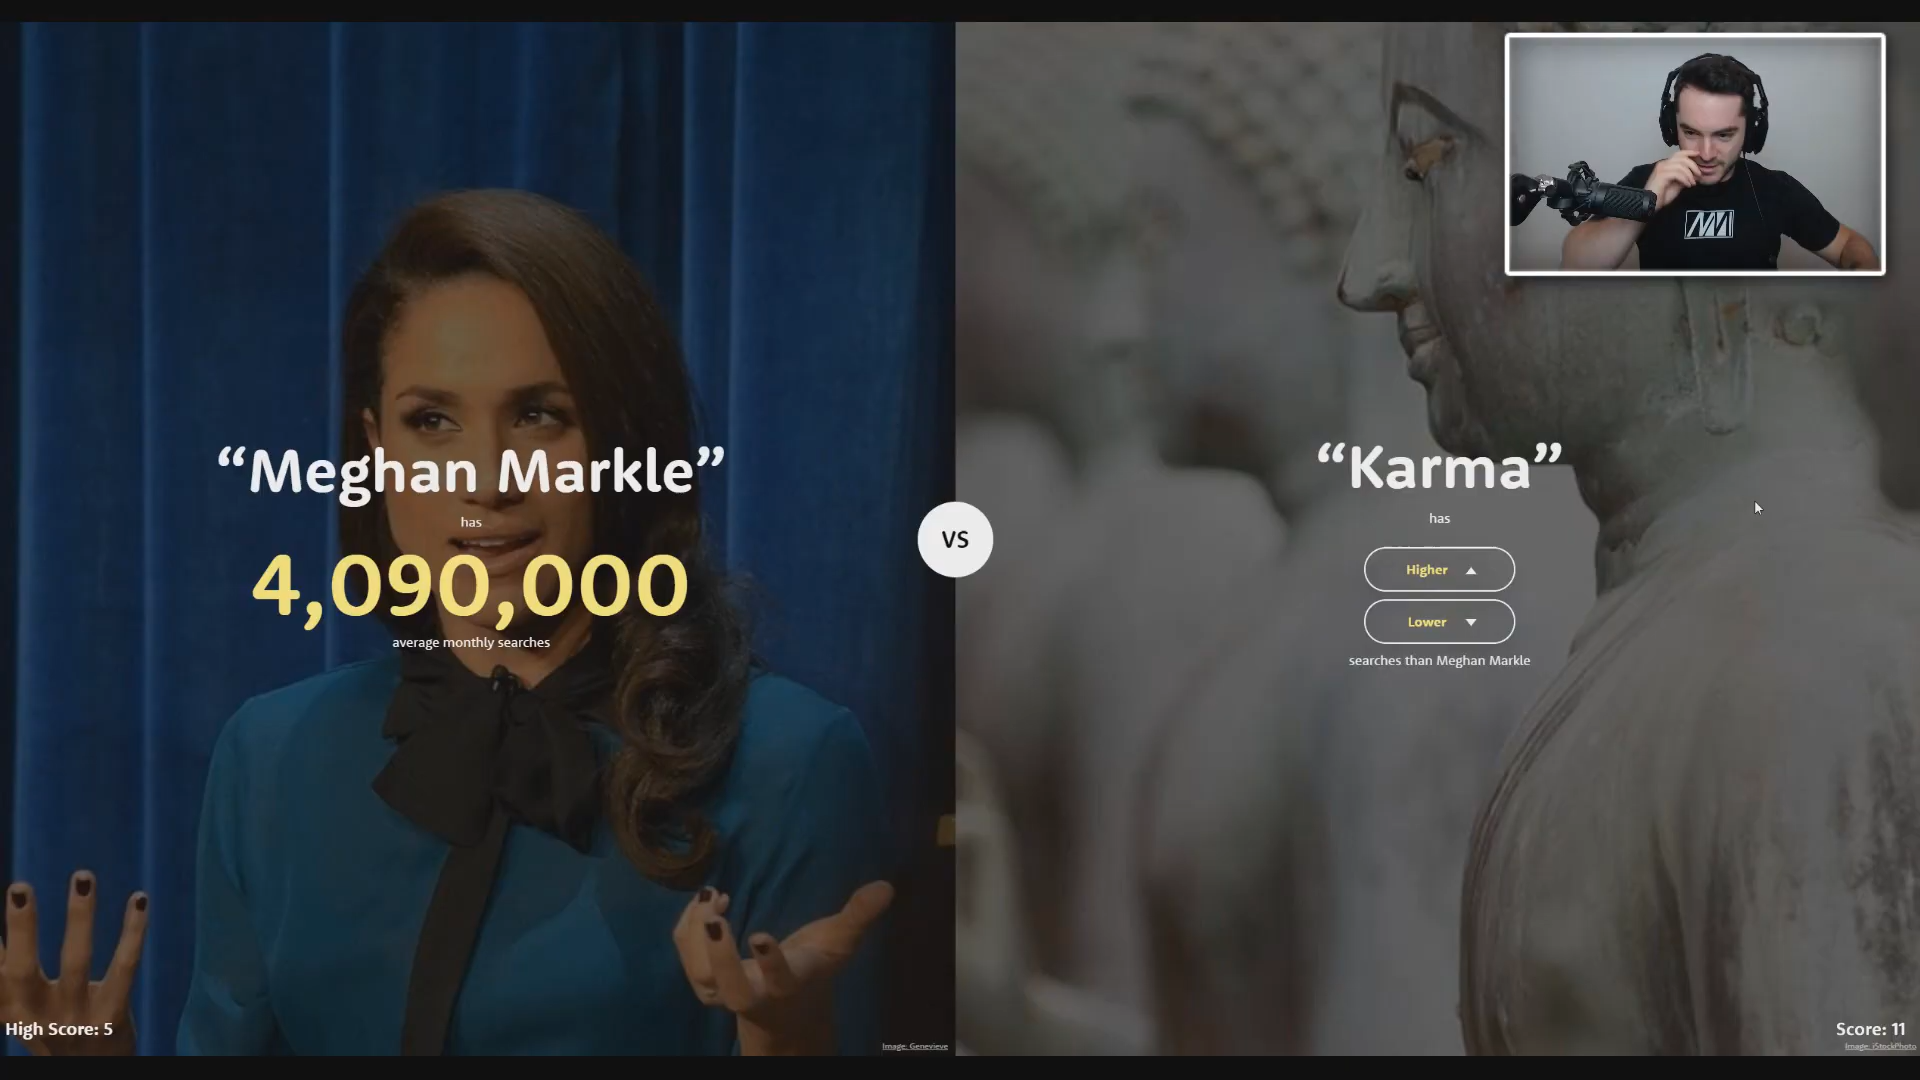 “Meghan Markle”
has
4,090,000
average monthly searches
VS
“Karma”
has
Higher ▲
Lower ▼
searches than Meghan Markle
High Score: 5
Image: Genevieve
Score: 11
Image: iStockPhoto